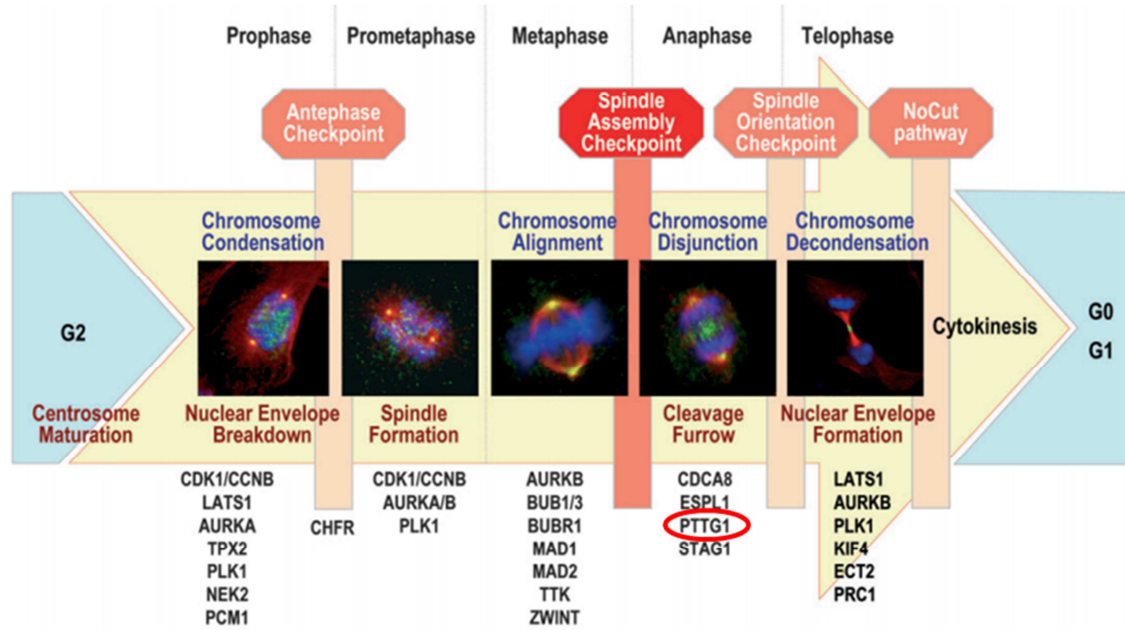 Prophase
Prometaphase
Metaphase
Anaphase
Telophase
Antephase
Checkpoint
Spindle
Assembly
Checkpoint
Spindle
Orientation
Checkpoint
NoCut
pathway
Chromosome
Condensation
Chromosome
Alignment
Chromosome
Disjunction
Chromosome
Decondensation
G2
Cytokinesis
G0
G1
Centrosome
Maturation
Nuclear Envelope
Breakdown
Spindle
Formation
Cleavage
Furrow
Nuclear Envelope
Formation
CDK1/CCNB
LATS1
AURKA
TPX2
PLK1
NEK2
PCM1
CHFR
CDK1/CCNB
AURKA/B
PLK1
AURKB
BUB1/3
BUBR1
MAD1
MAD2
TTK
ZWINT
CDCA8
ESPL1
PTTG1
STAG1
LATS1
AURKB
PLK1
KIF4
ECT2
PRC1